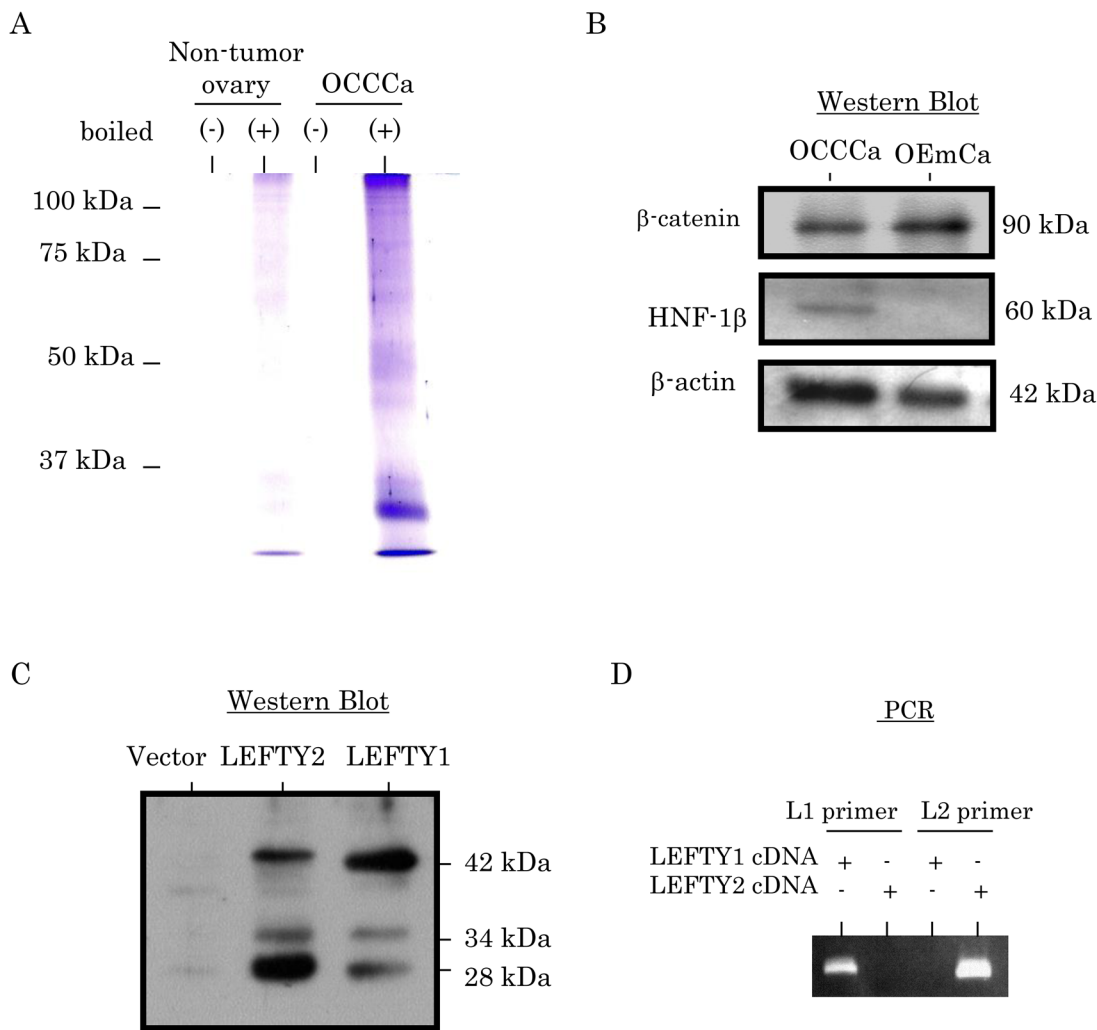 A
Non-tumor
ovary
OCCCa
boiled (-) (+) (-) (+)
100 kDa
75 kDa
50 kDa
37 kDa
B
Western Blot
OCCCa OEmCa
β-catenin 90 kDa
HNF-1β 60 kDa
β-actin 42 kDa
C
Western Blot
Vector LEFTY2 LEFTY1
42 kDa
34 kDa
28 kDa
D
PCR
L1 primer L2 primer
LEFTY1 cDNA + - + -
LEFTY2 cDNA - + - +